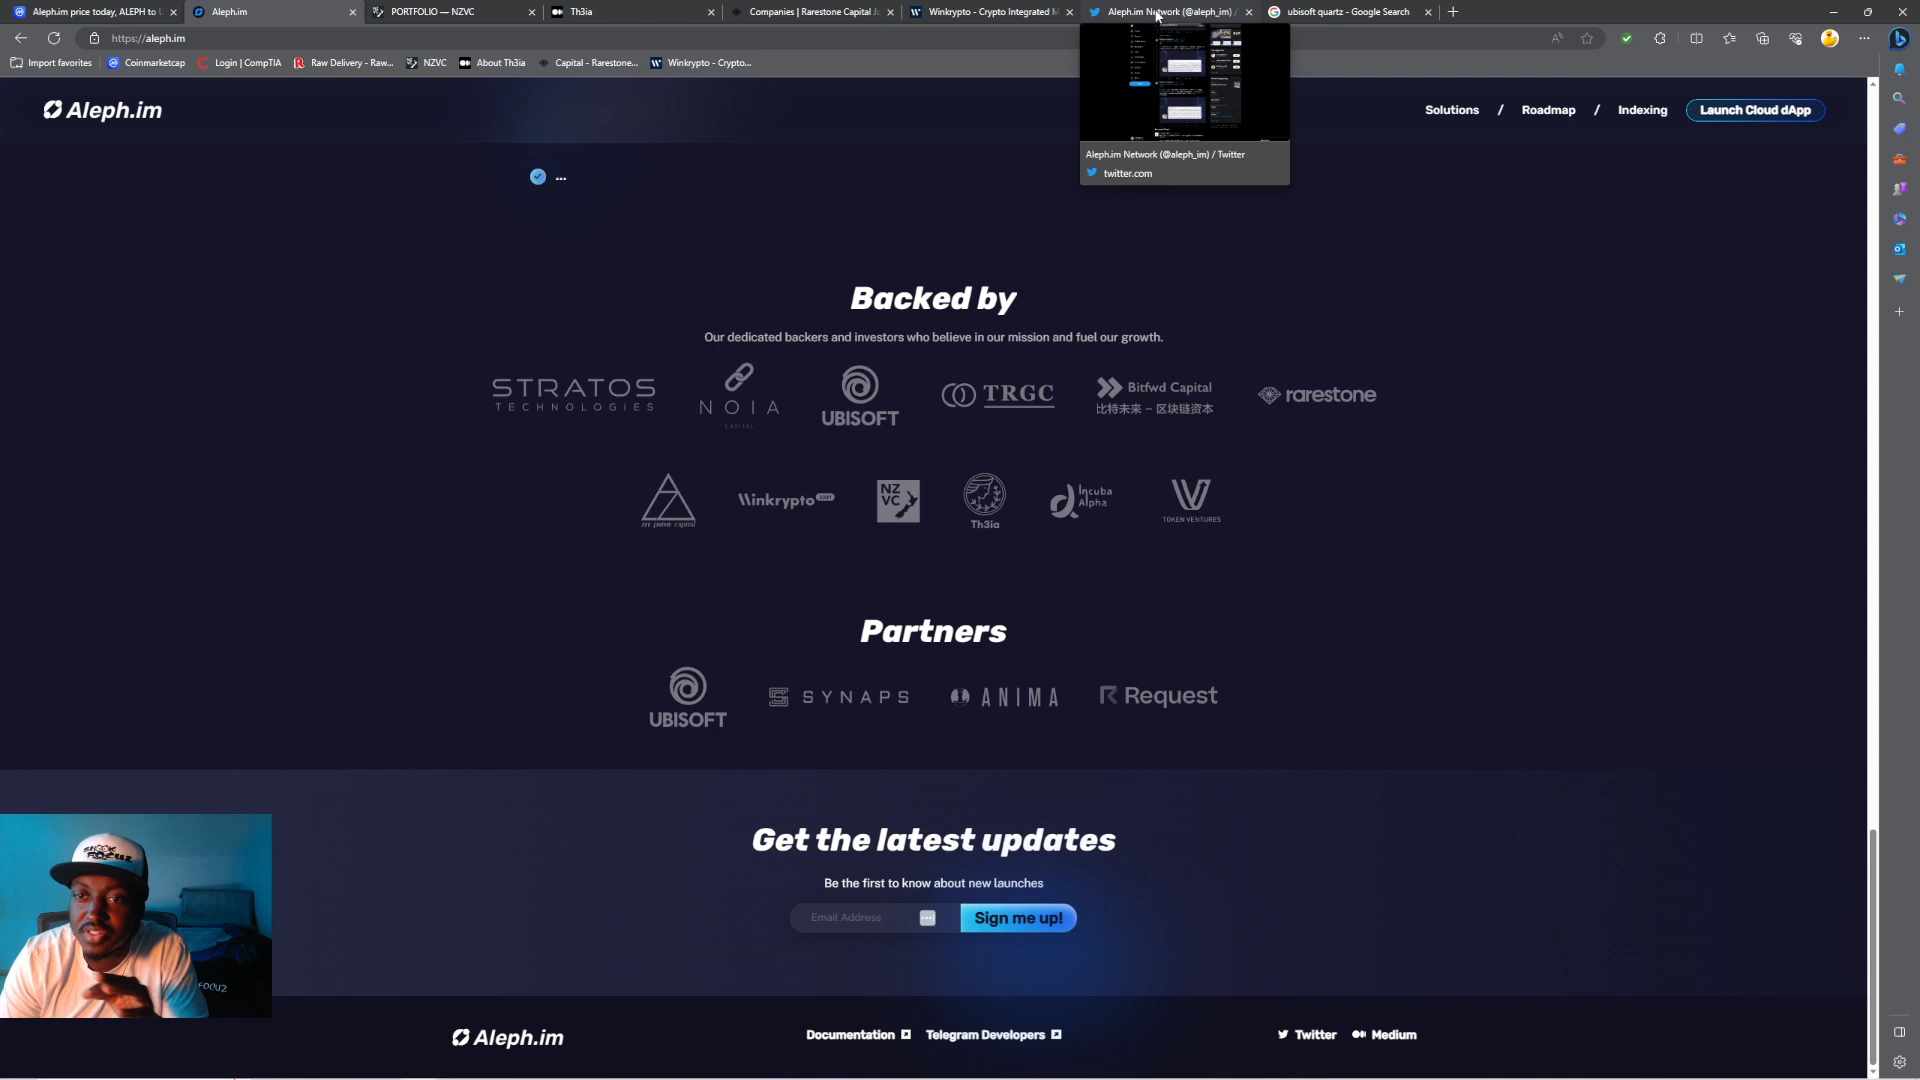 Aleph.im price today, ALEPH to U
Aleph.im
PORTFOLIO — NZVC
Th3ia
Companies | Rarestone Capital Jo
Winkrypto - Crypto Integrated M
Aleph.im Network (@aleph_im) /
ubisoft quartz - Google Search
https://aleph.im
Import favorites
Coinmarketcap
Login | CompTIA
Raw Delivery - Raw...
NZVC
About Th3ia
Capital - Rarestone...
Winkrypto - Crypto...
Aleph.im
Solutions / Roadmap / Indexing
Launch Cloud dApp
Aleph.im Network (@aleph_im) / Twitter
twitter.com
...
Backed by
Our dedicated backers and investors who believe in our mission and fuel our growth.
STRATOS
TECHNOLOGIES
NOIA
CAPITAL
UBISOFT
TRGC
Bitfwd Capital
比特未来 – 区块链资本
rarestone
ZEE PRIME CAPITAL
Winkrypto
NZ
VC
Th3ia
Incuba
Alpha
TOKEN VENTURES
Partners
UBISOFT
SYNAPS
ANIMA
Request
Get the latest updates
Be the first to know about new launches
Email Address
Sign me up!
Aleph.im
Documentation
Telegram Developers
Twitter
Medium